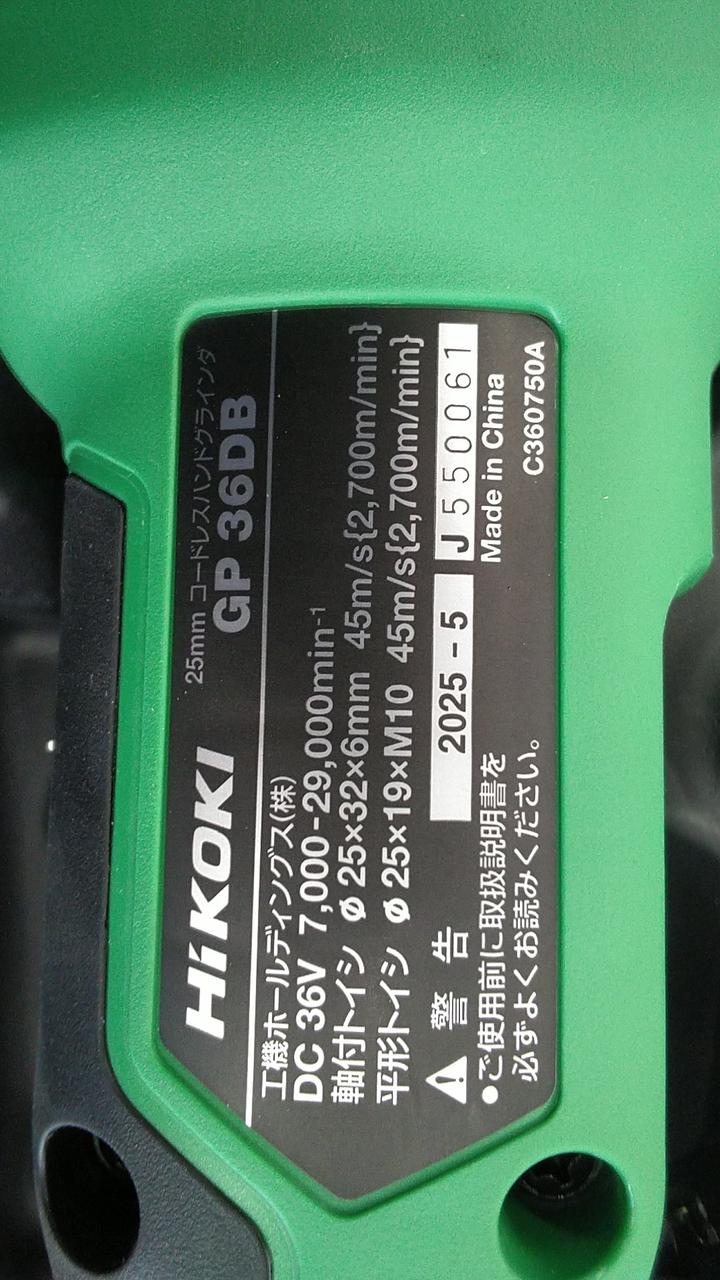 HiKOKI
25mm コードレスハンドグラインダ
GP 36DB
工機ホールディングス(株)
DC 36V 7,000-29,000min⁻¹
軸付トイシ ø25×32×6mm 45m/s{2,700m/min}
平形トイシ ø25×19×M10 45m/s{2,700m/min}
警告 2025 - 5 J550061
●ご使用前に取扱説明書を Made in China
必ずよくお読みください。 C360750A